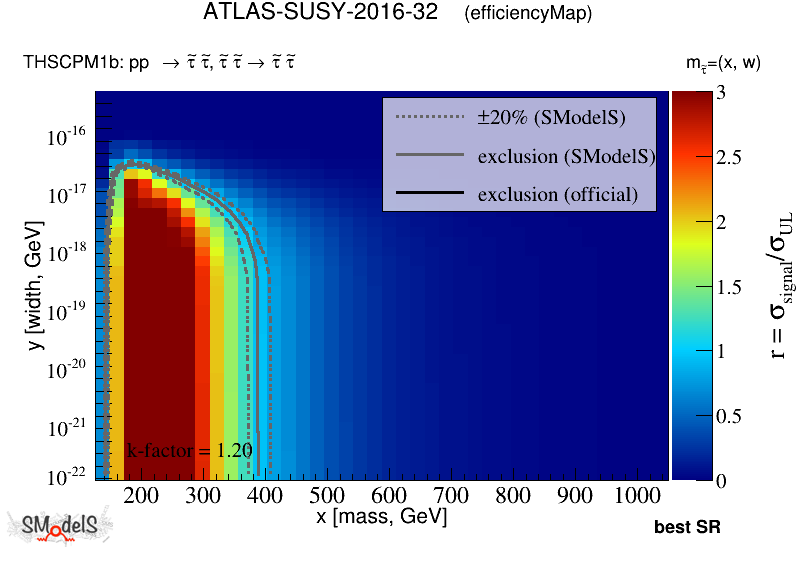 ATLAS-SUSY-2016-32 (efficiencyMap)
THSCPM1b: pp → τ̃ τ̃, τ̃ τ̃ → τ̃ τ̃
m_τ̃=(x, w)
±20% (SModelS)
exclusion (SModelS)
exclusion (official)
y [width, GeV]
10⁻¹⁶
10⁻¹⁷
10⁻¹⁸
10⁻¹⁹
10⁻²⁰
10⁻²¹
10⁻²²
k-factor = 1.20
200 300 400 500 600 700 800 900 1000
x [mass, GeV]
3
2.5
2
1.5
1
0.5
0
r = σ_signal/σ_UL
SModelS
best SR